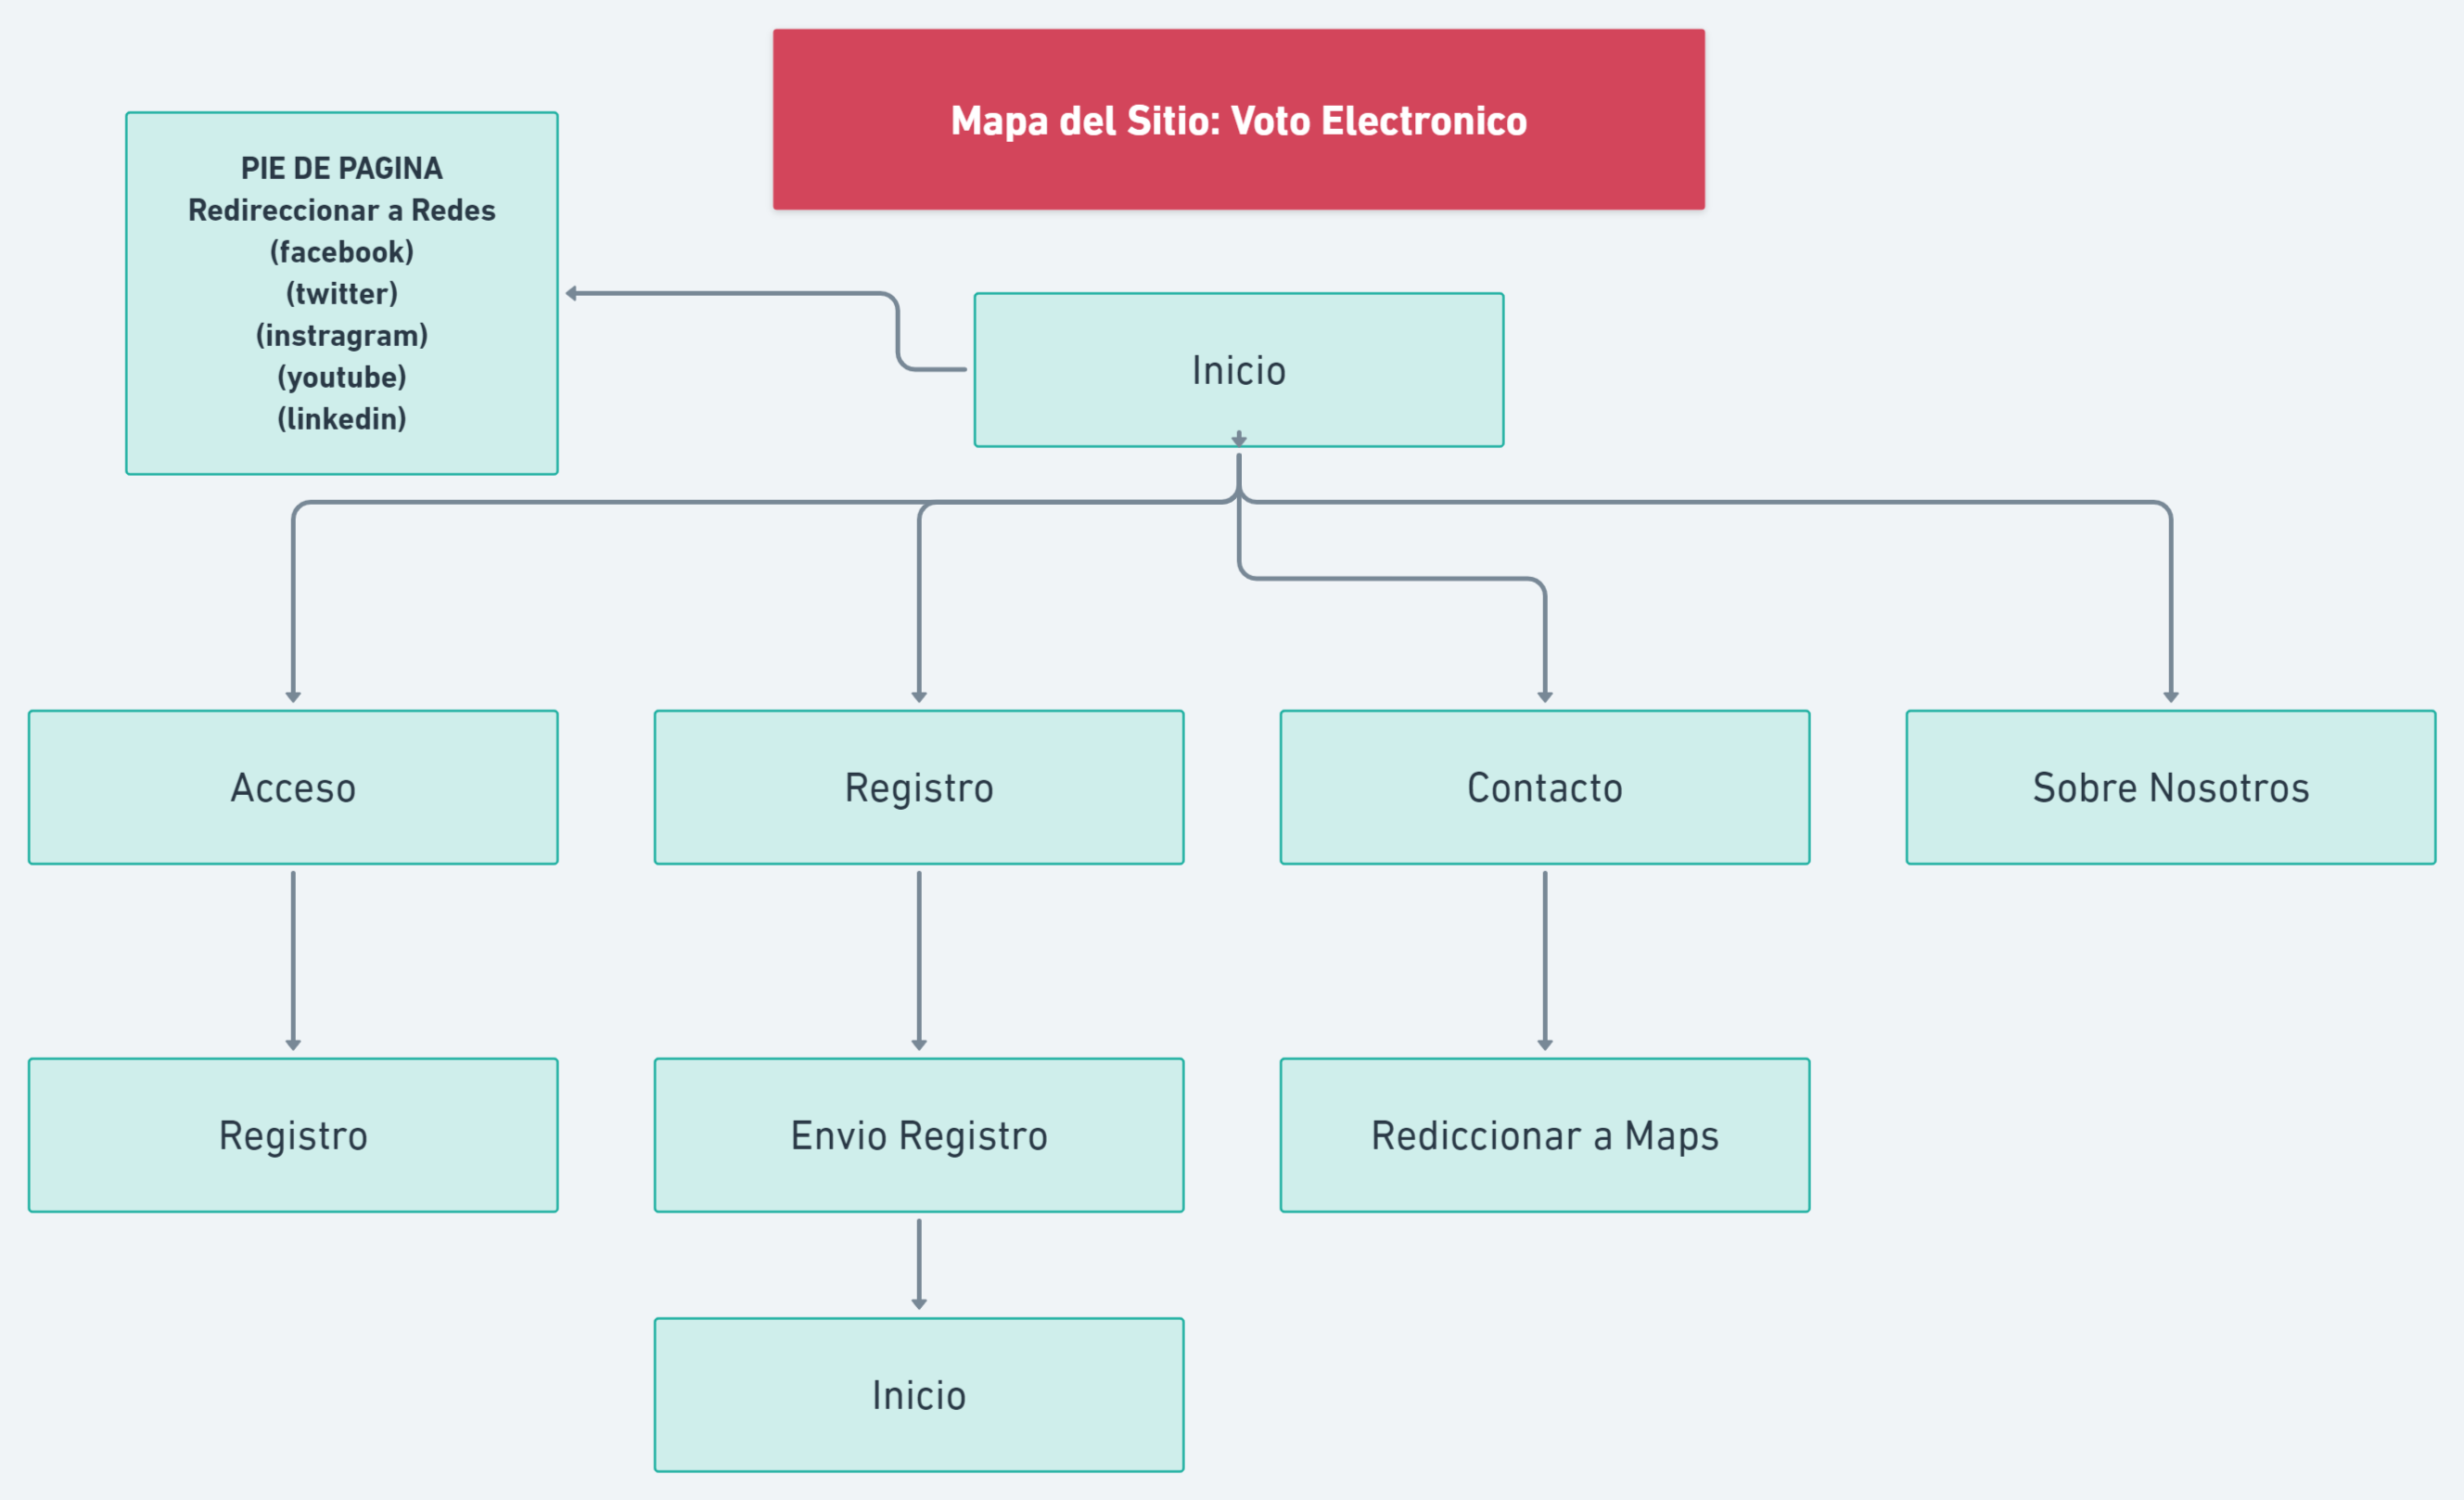 Mapa del Sitio: Voto Electronico
PIE DE PAGINA
Redireccionar a Redes
(facebook)
(twitter)
(instragram)
(youtube)
(linkedin)
Inicio
Acceso
Registro
Contacto
Sobre Nosotros
Registro
Envio Registro
Rediccionar a Maps
Inicio